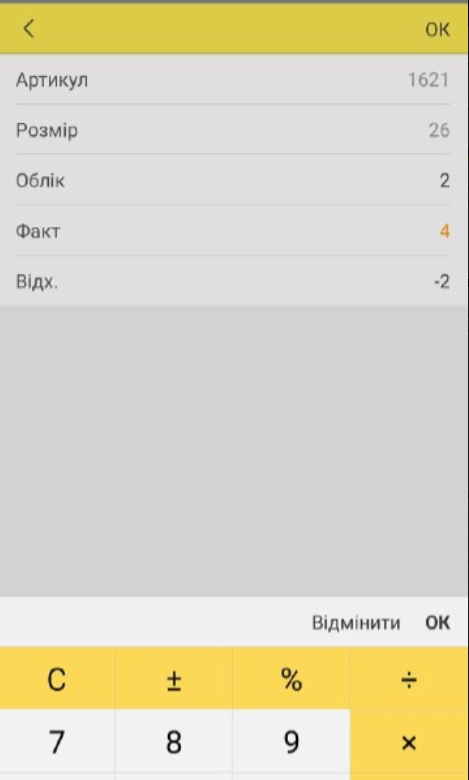 OK
Артикул 1621
Розмір 26
Облік 2
Факт 4
Відх. -2
Відмінити OK
C ± % ÷
7 8 9 ×